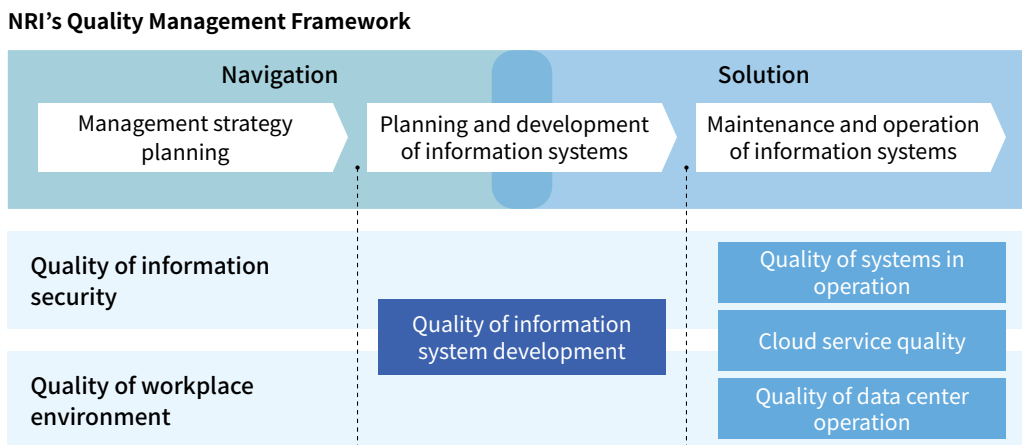 NRI's Quality Management Framework
Navigation
Solution
Management strategy
planning
Planning and development
of information systems
Maintenance and operation
of information systems
Quality of information
security
Quality of information
system development
Quality of systems in
operation
Cloud service quality
Quality of workplace
environment
Quality of data center
operation